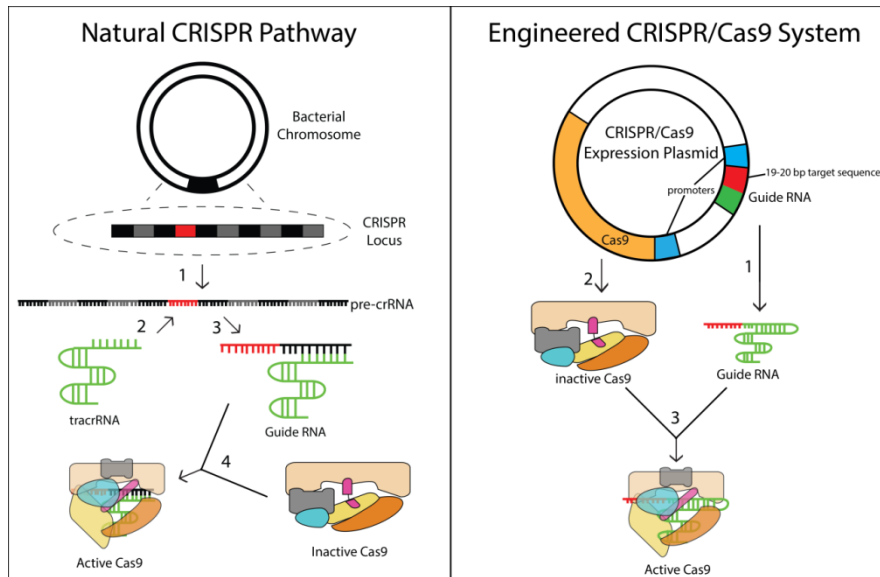 Natural CRISPR Pathway
Bacterial
Chromosome
CRISPR
Locus
1
pre-crRNA
2
3
tracrRNA
Guide RNA
4
Active Cas9
Inactive Cas9
Engineered CRISPR/Cas9 System
CRISPR/Cas9
Expression Plasmid
promoters
19-20 bp target sequence
Guide RNA
Cas9
1
2
inactive Cas9
Guide RNA
3
Active Cas9